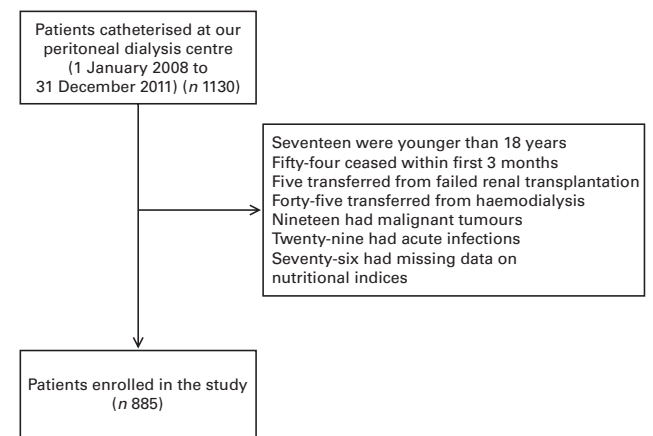 Patients catheterised at our
peritoneal dialysis centre
(1 January 2008 to
31 December 2011) (n 1130)
Seventeen were younger than 18 years
Fifty-four ceased within first 3 months
Five transferred from failed renal transplantation
Forty-five transferred from haemodialysis
Nineteen had malignant tumours
Twenty-nine had acute infections
Seventy-six had missing data on
nutritional indices
Patients enrolled in the study
(n 885)